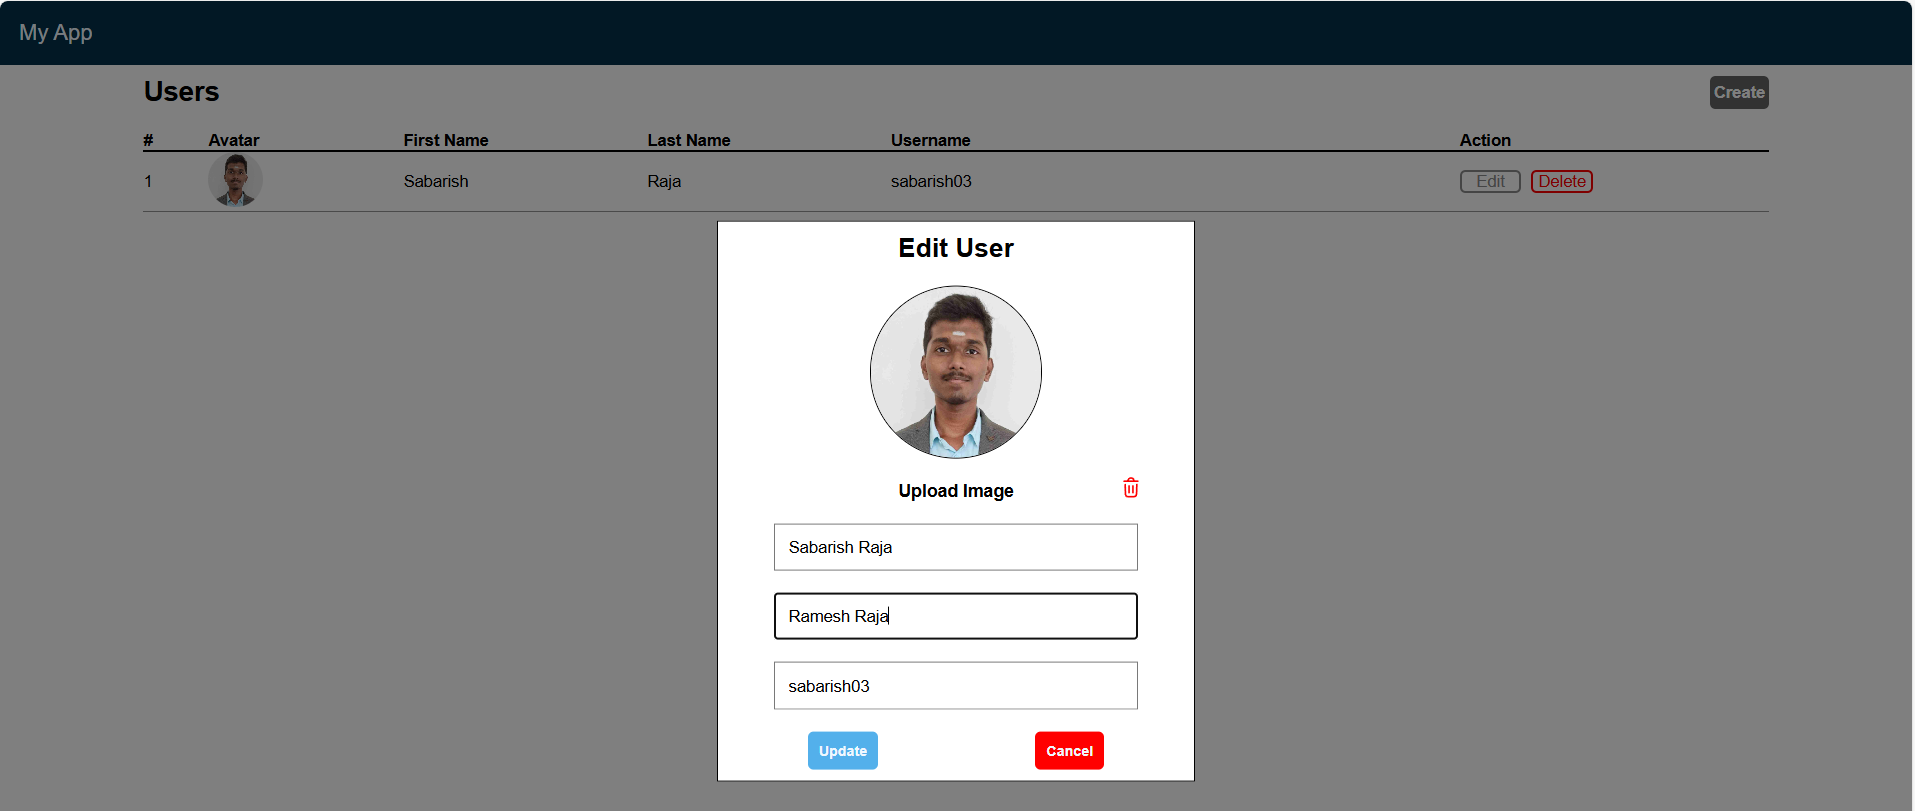 My App
Users
Create
# Avatar First Name Last Name Username Action
1 Sabarish Raja sabarish03 Edit Delete
Edit User
Upload Image
Sabarish Raja
Ramesh Raja
sabarish03
Update Cancel